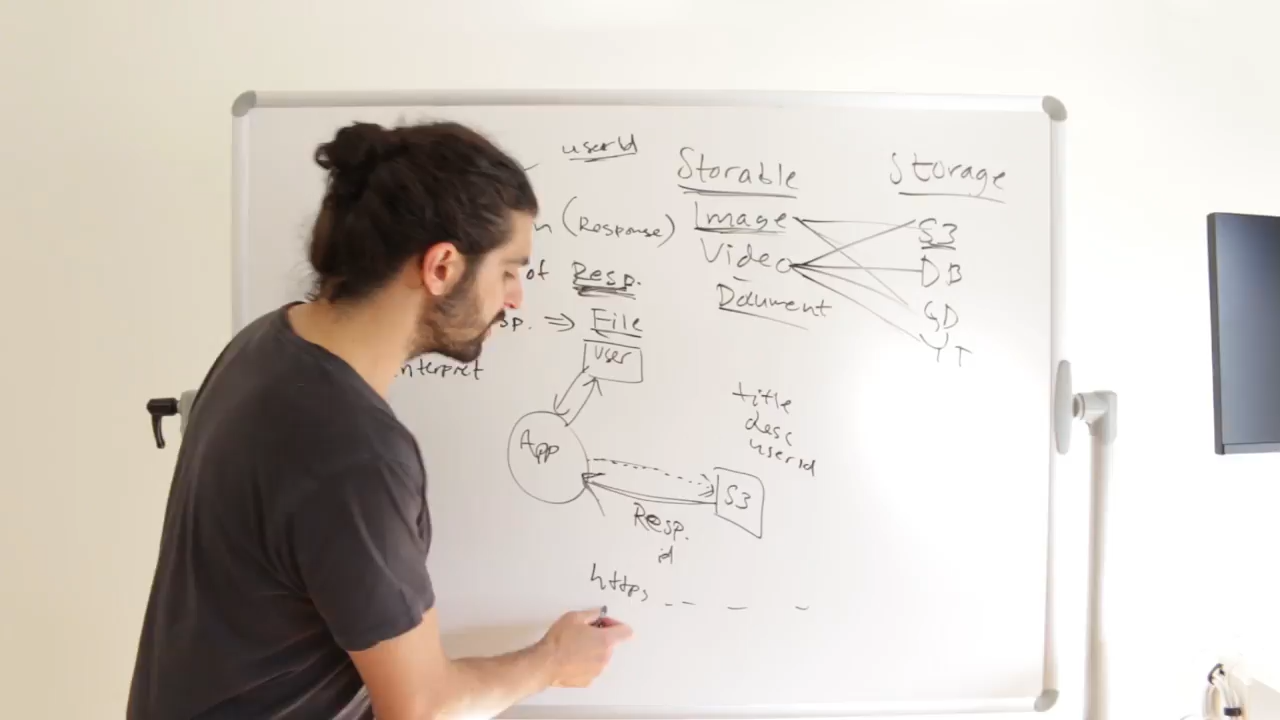 userId
Storable
Storage
(Response)
Image
S3
of Resp.
Video
DB
sp. => File
Document
GD
YT
User
nterpret
title
desc
userId
App
S3
Resp.
id
https